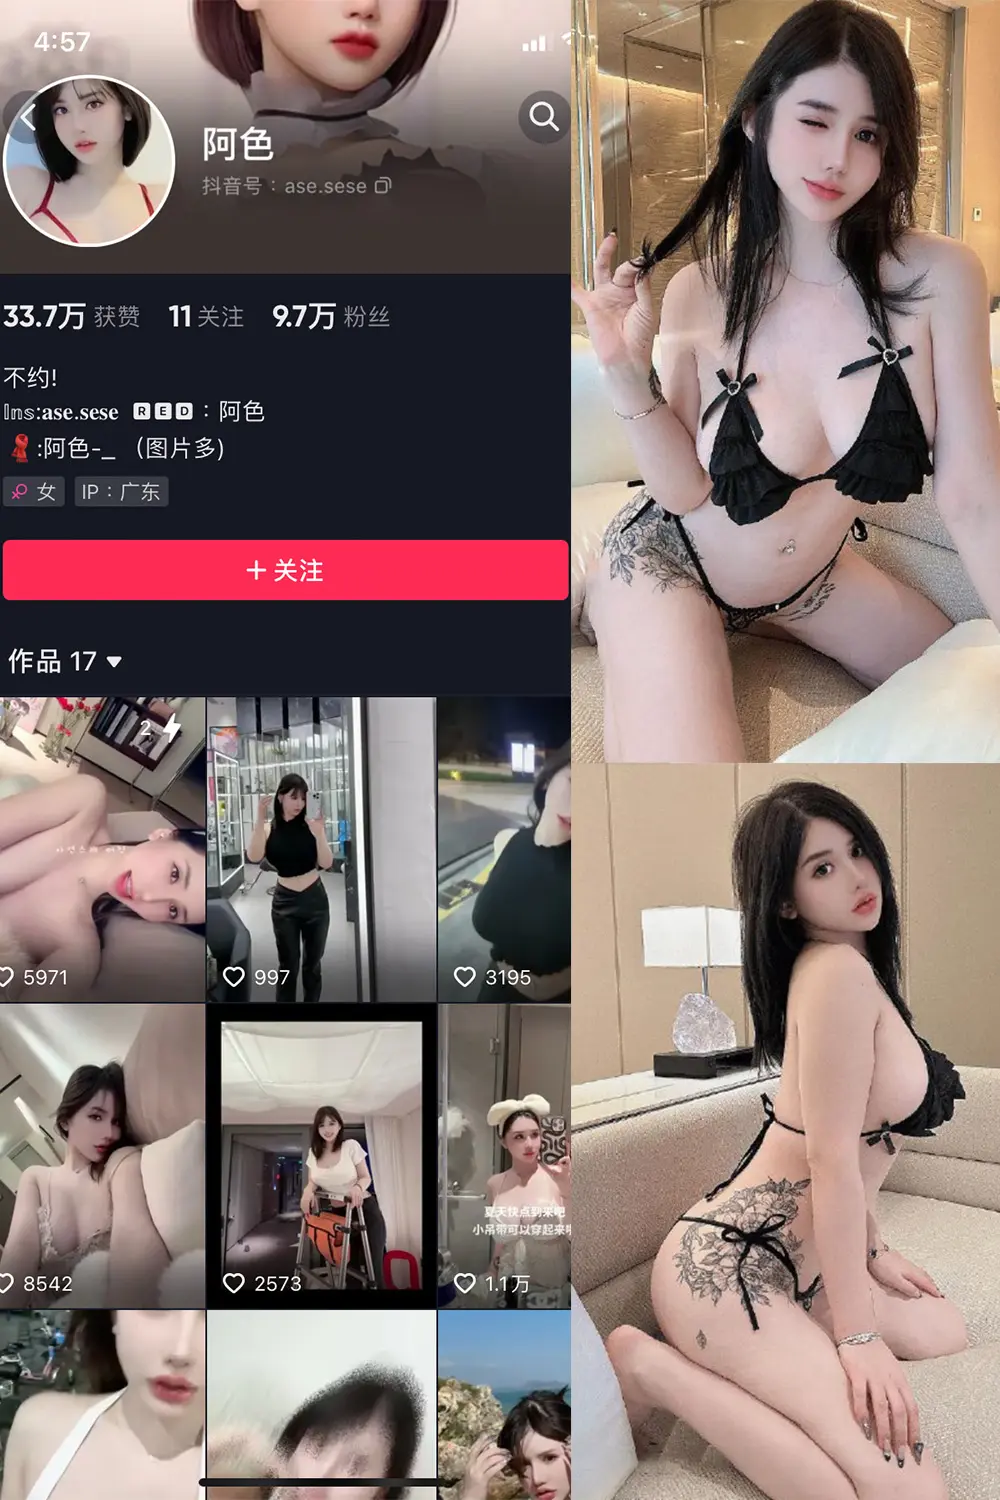 4:57
阿色
抖音号：ase.sese
33.7万 获赞 11 关注 9.7万 粉丝
不约!
Ins:ase.sese RED：阿色
:阿色-_ （图片多)
女 IP：广东
+ 关注
作品 17
2
5971
997
3195
夏天快点到来吧
小吊带可以穿起来
8542
2573
1.1万